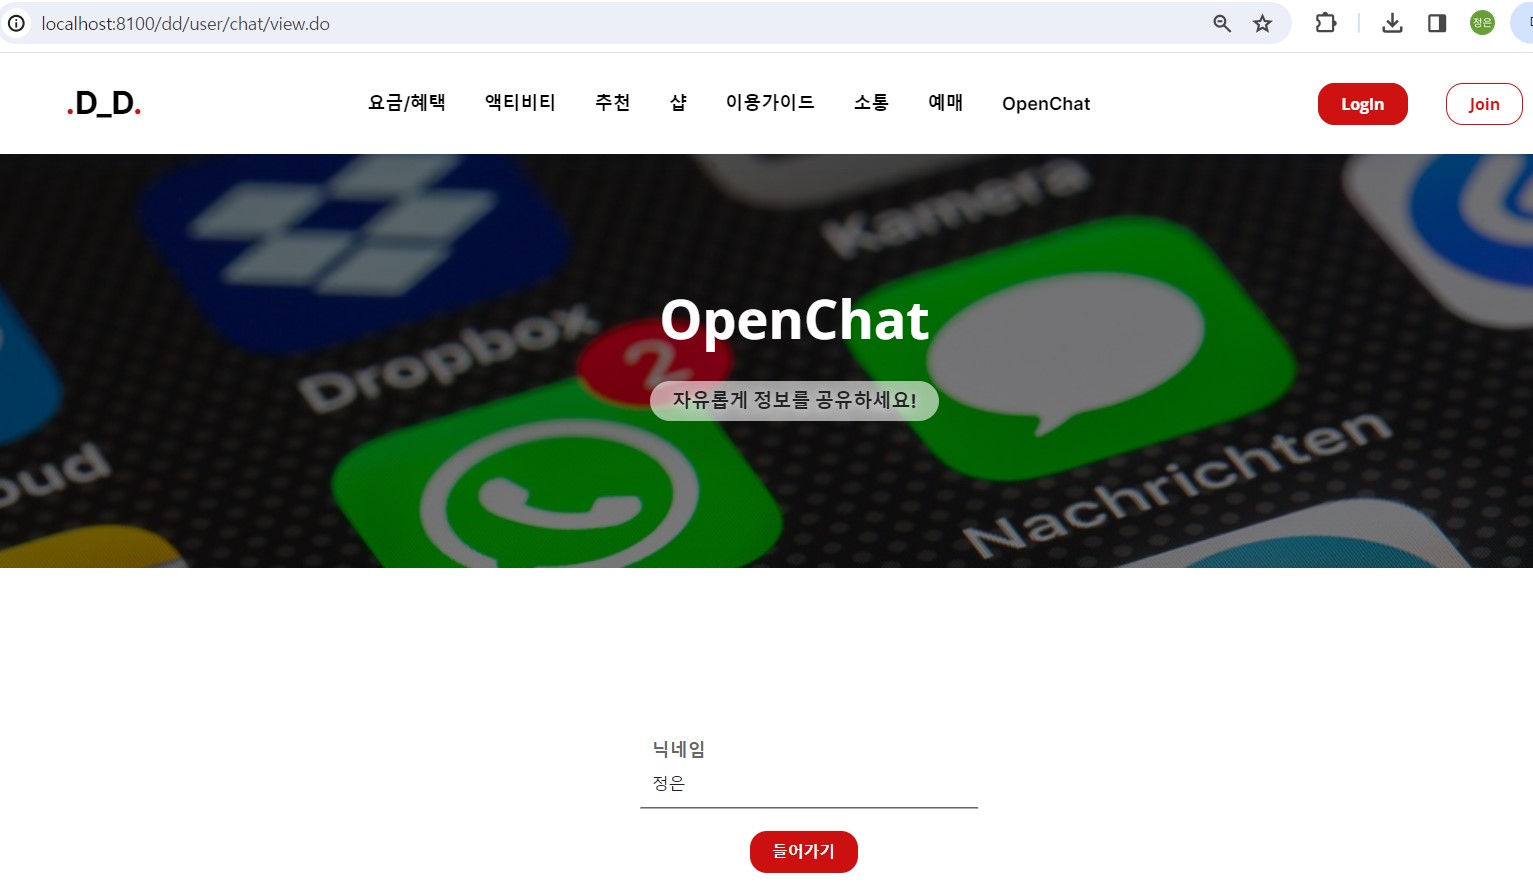 localhost:8100/dd/user/chat/view.do
정은
.D_D.
요금/혜택 액티비티 추천 샵 이용가이드 소통 예매 OpenChat
LogIn
Join
Kamera
Dropbox
2
OpenChat
자유롭게 정보를 공유하세요!
oud
Nachrichten
닉네임
정은
들어가기